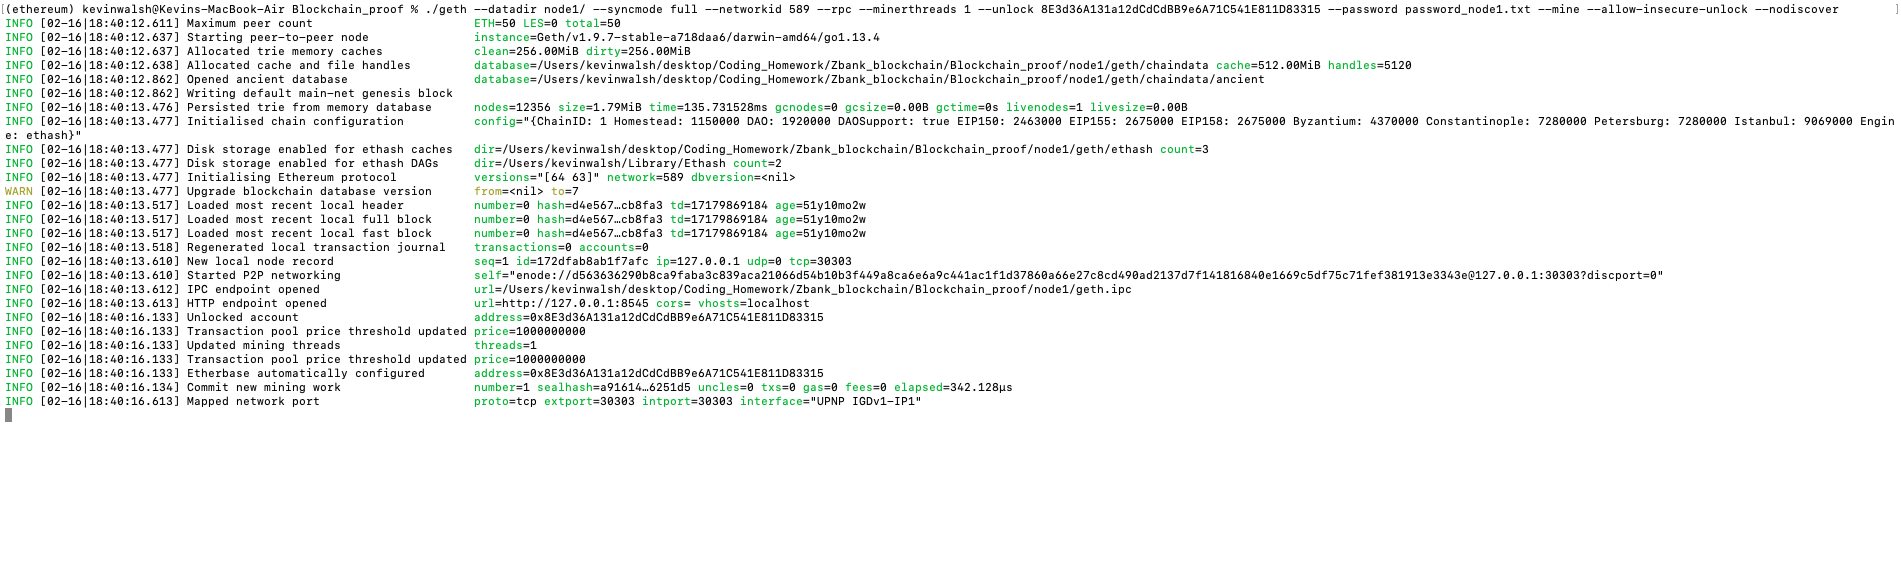 (ethereum) kevinwalsh@Kevins-MacBook-Air Blockchain_proof % ./geth --datadir node1/ --syncmode full --networkid 589 --rpc --minerthreads 1 --unlock 8E3d36A131a12dCdCdBB9e6A71C541E811D83315 --password password_node1.txt --mine --allow-insecure-unlock --nodiscover
INFO [02-16|18:40:12.611] Maximum peer count                       ETH=50 LES=0 total=50
INFO [02-16|18:40:12.637] Starting peer-to-peer node               instance=Geth/v1.9.7-stable-a718daa6/darwin-amd64/go1.13.4
INFO [02-16|18:40:12.637] Allocated trie memory caches             clean=256.00MiB dirty=256.00MiB
INFO [02-16|18:40:12.638] Allocated cache and file handles         database=/Users/kevinwalsh/desktop/Coding_Homework/Zbank_blockchain/Blockchain_proof/node1/geth/chaindata cache=512.00MiB handles=5120
INFO [02-16|18:40:12.862] Opened ancient database                  database=/Users/kevinwalsh/desktop/Coding_Homework/Zbank_blockchain/Blockchain_proof/node1/geth/chaindata/ancient
INFO [02-16|18:40:12.862] Writing default main-net genesis block
INFO [02-16|18:40:13.476] Persisted trie from memory database      nodes=12356 size=1.79MiB time=135.731528ms gcnodes=0 gcsize=0.00B gctime=0s livenodes=1 livesize=0.00B
INFO [02-16|18:40:13.477] Initialised chain configuration          config="{ChainID: 1 Homestead: 1150000 DAO: 1920000 DAOSupport: true EIP150: 2463000 EIP155: 2675000 EIP158: 2675000 Byzantium: 4370000 Constantinople: 7280000 Petersburg: 7280000 Istanbul: 9069000 Engin
e: ethash}"
INFO [02-16|18:40:13.477] Disk storage enabled for ethash caches   dir=/Users/kevinwalsh/desktop/Coding_Homework/Zbank_blockchain/Blockchain_proof/node1/geth/ethash count=3
INFO [02-16|18:40:13.477] Disk storage enabled for ethash DAGs     dir=/Users/kevinwalsh/Library/Ethash count=2
INFO [02-16|18:40:13.477] Initialising Ethereum protocol           versions="[64 63]" network=589 dbversion=<nil>
WARN [02-16|18:40:13.477] Upgrade blockchain database version      from=<nil> to=7
INFO [02-16|18:40:13.517] Loaded most recent local header          number=0 hash=d4e567…cb8fa3 td=17179869184 age=51y10mo2w
INFO [02-16|18:40:13.517] Loaded most recent local full block      number=0 hash=d4e567…cb8fa3 td=17179869184 age=51y10mo2w
INFO [02-16|18:40:13.517] Loaded most recent local fast block      number=0 hash=d4e567…cb8fa3 td=17179869184 age=51y10mo2w
INFO [02-16|18:40:13.518] Regenerated local transaction journal    transactions=0 accounts=0
INFO [02-16|18:40:13.610] New local node record                    seq=1 id=172dfab8ab1f7afc ip=127.0.0.1 udp=0 tcp=30303
INFO [02-16|18:40:13.610] Started P2P networking                   self="enode://d563636290b8ca9faba3c839aca21066d54b10b3f449a8ca6e6a9c441ac1f1d37860a66e27c8cd490ad2137d7f141816840e1669c5df75c71fef381913e3343e@127.0.0.1:30303?discport=0"
INFO [02-16|18:40:13.612] IPC endpoint opened                      url=/Users/kevinwalsh/desktop/Coding_Homework/Zbank_blockchain/Blockchain_proof/node1/geth.ipc
INFO [02-16|18:40:13.613] HTTP endpoint opened                     url=http://127.0.0.1:8545 cors= vhosts=localhost
INFO [02-16|18:40:16.133] Unlocked account                         address=0x8E3d36A131a12dCdCdBB9e6A71C541E811D83315
INFO [02-16|18:40:16.133] Transaction pool price threshold updated price=1000000000
INFO [02-16|18:40:16.133] Updated mining threads                   threads=1
INFO [02-16|18:40:16.133] Transaction pool price threshold updated price=1000000000
INFO [02-16|18:40:16.133] Etherbase automatically configured       address=0x8E3d36A131a12dCdCdBB9e6A71C541E811D83315
INFO [02-16|18:40:16.134] Commit new mining work                   number=1 sealhash=a91614…6251d5 uncles=0 txs=0 gas=0 fees=0 elapsed=342.128µs
INFO [02-16|18:40:16.613] Mapped network port                      proto=tcp extport=30303 intport=30303 interface="UPNP IGDv1-IP1"